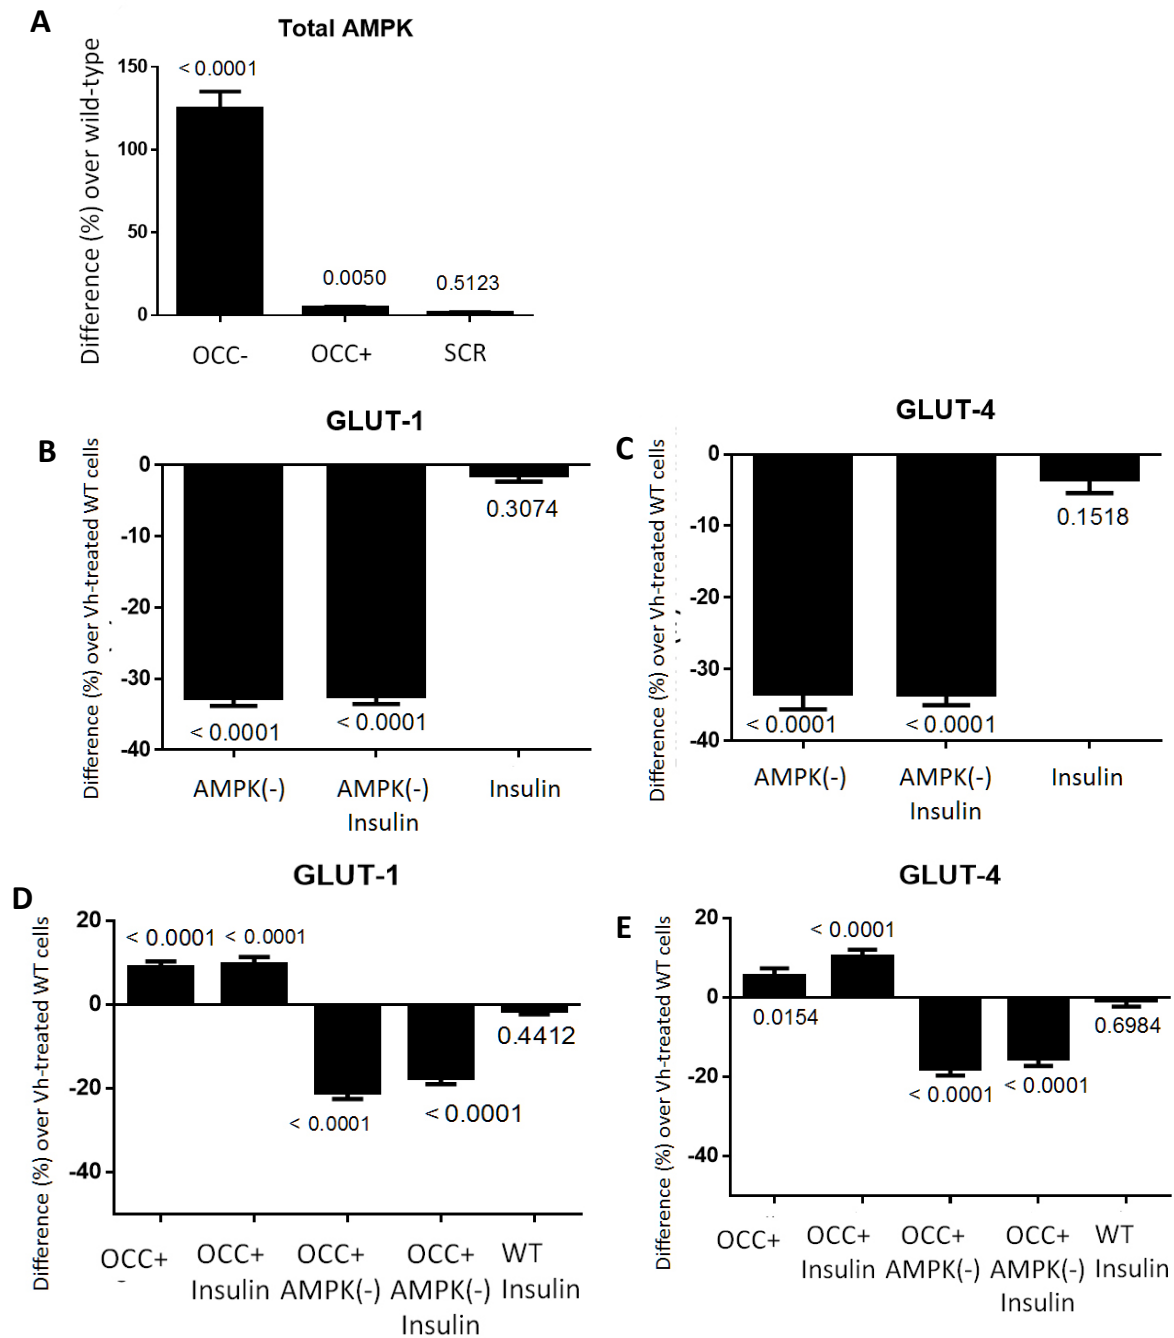 A
Total AMPK
Difference (%) over wild-type
150
100
50
0
< 0.0001
0.0050
0.5123
OCC-
OCC+
SCR
B
GLUT-1
Difference (%) over Vh-treated WT cells
0
-10
-20
-30
-40
< 0.0001
< 0.0001
0.3074
AMPK(-)
AMPK(-)
Insulin
Insulin
C
GLUT-4
Difference (%) over Vh-treated WT cells
0
-10
-20
-30
-40
< 0.0001
< 0.0001
0.1518
AMPK(-)
AMPK(-)
Insulin
Insulin
D
GLUT-1
Difference (%) over Vh-treated WT cells
20
0
-20
-40
< 0.0001
< 0.0001
< 0.0001
< 0.0001
0.4412
OCC+
OCC+
Insulin
OCC+
AMPK(-)
OCC+
AMPK(-)
Insulin
WT
Insulin
E
GLUT-4
Difference (%) over Vh-treated WT cells
20
0
-20
-40
0.0154
< 0.0001
< 0.0001
< 0.0001
0.6984
OCC+
OCC+
Insulin
OCC+
AMPK(-)
OCC+
AMPK(-)
Insulin
WT
Insulin